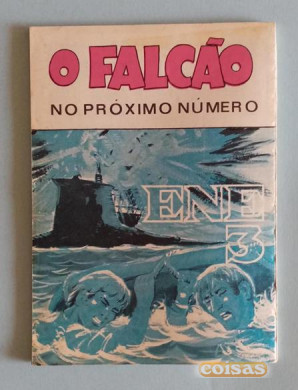 O FALCÃO
NO PRÓXIMO NÚMERO
ENE
3
coisas